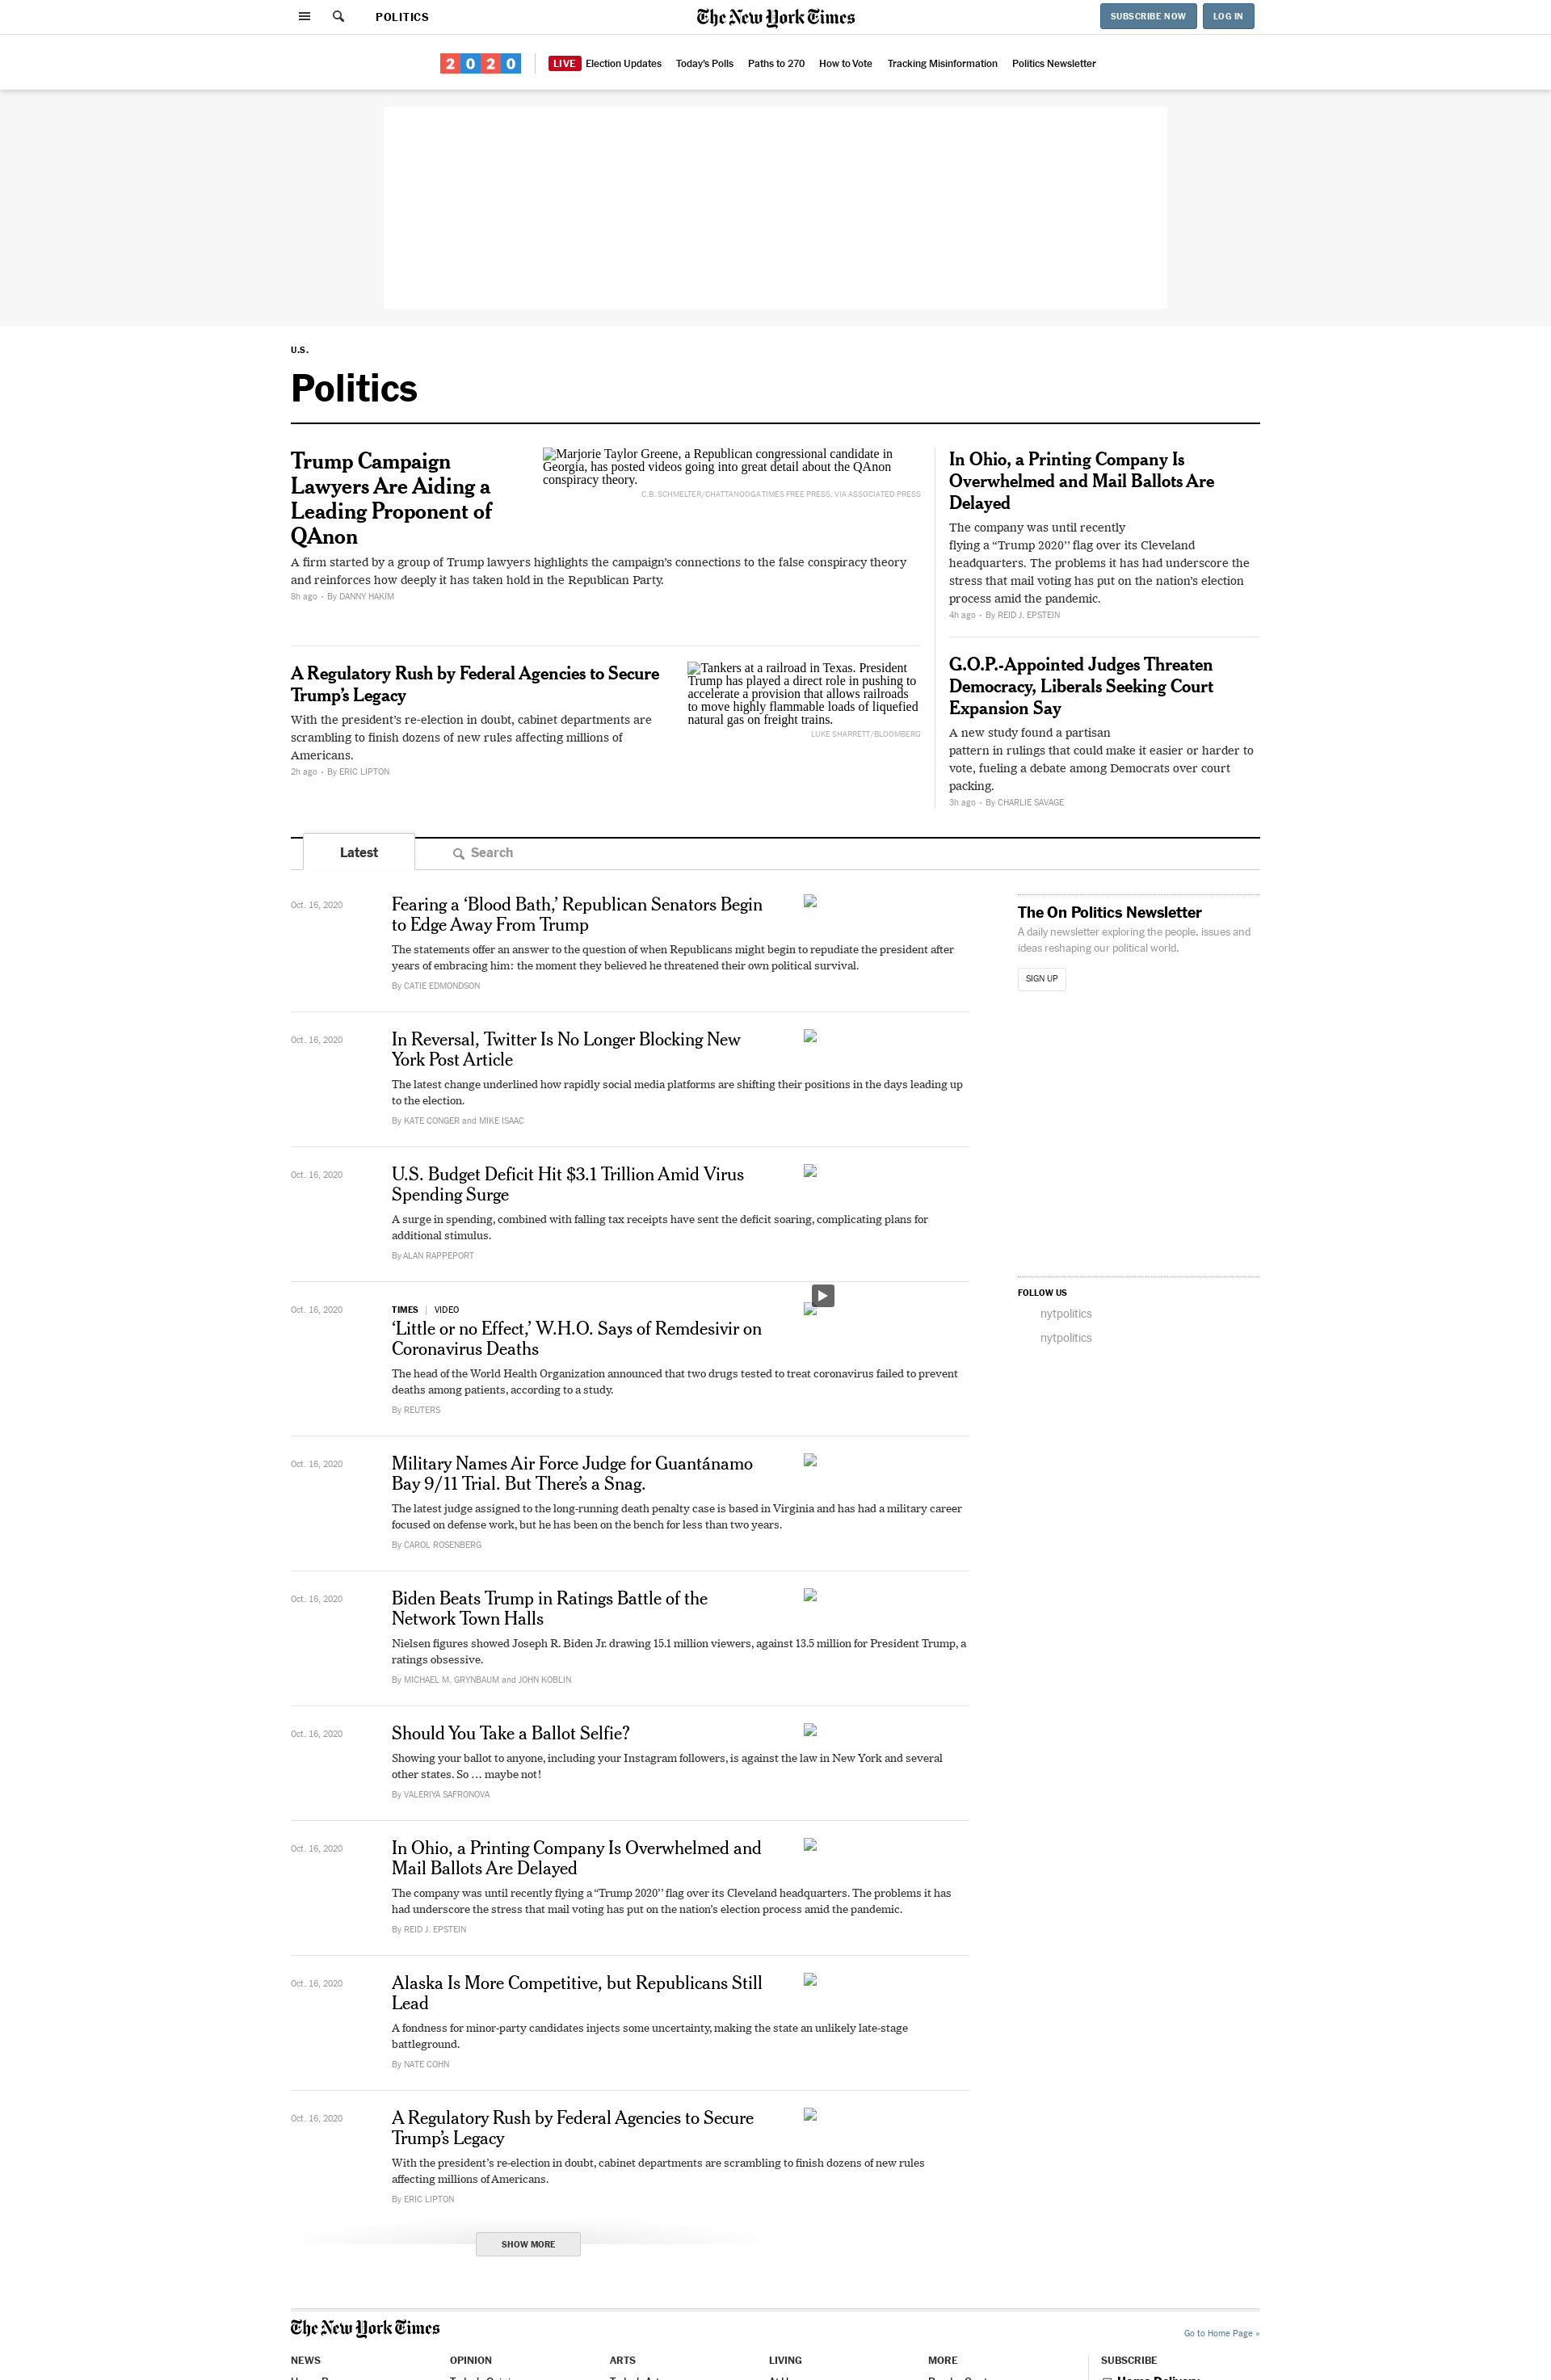 POLITICS
The New York Times
SUBSCRIBE NOW
LOG IN
2020
LIVE Election Updates
Today's Polls
Paths to 270
How to Vote
Tracking Misinformation
Politics Newsletter
U.S.
Politics
Trump Campaign
Lawyers Are Aiding a
Leading Proponent of
QAnon
Marjorie Taylor Greene, a Republican congressional candidate in
Georgia, has posted videos going into great detail about the QAnon
conspiracy theory.
C.B. SCHMELTER/CHATTANOOGA TIMES FREE PRESS, VIA ASSOCIATED PRESS
A firm started by a group of Trump lawyers highlights the campaign’s connections to the false conspiracy theory
and reinforces how deeply it has taken hold in the Republican Party.
8h ago • By DANNY HAKIM
A Regulatory Rush by Federal Agencies to Secure
Trump’s Legacy
With the president’s re-election in doubt, cabinet departments are
scrambling to finish dozens of new rules affecting millions of
Americans.
2h ago • By ERIC LIPTON
Tankers at a railroad in Texas. President
Trump has played a direct role in pushing to
accelerate a provision that allows railroads
to move highly flammable loads of liquefied
natural gas on freight trains.
LUKE SHARRETT/BLOOMBERG
In Ohio, a Printing Company Is
Overwhelmed and Mail Ballots Are
Delayed
The company was until recently
flying a “Trump 2020’’ flag over its Cleveland
headquarters. The problems it has had underscore the
stress that mail voting has put on the nation’s election
process amid the pandemic.
4h ago • By REID J. EPSTEIN
G.O.P.-Appointed Judges Threaten
Democracy, Liberals Seeking Court
Expansion Say
A new study found a partisan
pattern in rulings that could make it easier or harder to
vote, fueling a debate among Democrats over court
packing.
3h ago • By CHARLIE SAVAGE
Latest
Search
Oct. 16, 2020
Fearing a ‘Blood Bath,’ Republican Senators Begin
to Edge Away From Trump
The statements offer an answer to the question of when Republicans might begin to repudiate the president after
years of embracing him: the moment they believed he threatened their own political survival.
By CATIE EDMONDSON
Oct. 16, 2020
In Reversal, Twitter Is No Longer Blocking New
York Post Article
The latest change underlined how rapidly social media platforms are shifting their positions in the days leading up
to the election.
By KATE CONGER and MIKE ISAAC
Oct. 16, 2020
U.S. Budget Deficit Hit $3.1 Trillion Amid Virus
Spending Surge
A surge in spending, combined with falling tax receipts have sent the deficit soaring, complicating plans for
additional stimulus.
By ALAN RAPPEPORT
Oct. 16, 2020
TIMES | VIDEO
‘Little or no Effect,’ W.H.O. Says of Remdesivir on
Coronavirus Deaths
The head of the World Health Organization announced that two drugs tested to treat coronavirus failed to prevent
deaths among patients, according to a study.
By REUTERS
Oct. 16, 2020
Military Names Air Force Judge for Guantánamo
Bay 9/11 Trial. But There’s a Snag.
The latest judge assigned to the long-running death penalty case is based in Virginia and has had a military career
focused on defense work, but he has been on the bench for less than two years.
By CAROL ROSENBERG
Oct. 16, 2020
Biden Beats Trump in Ratings Battle of the
Network Town Halls
Nielsen figures showed Joseph R. Biden Jr. drawing 15.1 million viewers, against 13.5 million for President Trump, a
ratings obsessive.
By MICHAEL M. GRYNBAUM and JOHN KOBLIN
Oct. 16, 2020
Should You Take a Ballot Selfie?
Showing your ballot to anyone, including your Instagram followers, is against the law in New York and several
other states. So … maybe not!
By VALERIYA SAFRONOVA
Oct. 16, 2020
In Ohio, a Printing Company Is Overwhelmed and
Mail Ballots Are Delayed
The company was until recently flying a “Trump 2020’’ flag over its Cleveland headquarters. The problems it has
had underscore the stress that mail voting has put on the nation’s election process amid the pandemic.
By REID J. EPSTEIN
Oct. 16, 2020
Alaska Is More Competitive, but Republicans Still
Lead
A fondness for minor-party candidates injects some uncertainty, making the state an unlikely late-stage
battleground.
By NATE COHN
Oct. 16, 2020
A Regulatory Rush by Federal Agencies to Secure
Trump’s Legacy
With the president’s re-election in doubt, cabinet departments are scrambling to finish dozens of new rules
affecting millions of Americans.
By ERIC LIPTON
SHOW MORE
The On Politics Newsletter
A daily newsletter exploring the people, issues and
ideas reshaping our political world.
SIGN UP
FOLLOW US
nytpolitics
nytpolitics
The New York Times
Go to Home Page »
NEWS
OPINION
ARTS
LIVING
MORE
SUBSCRIBE